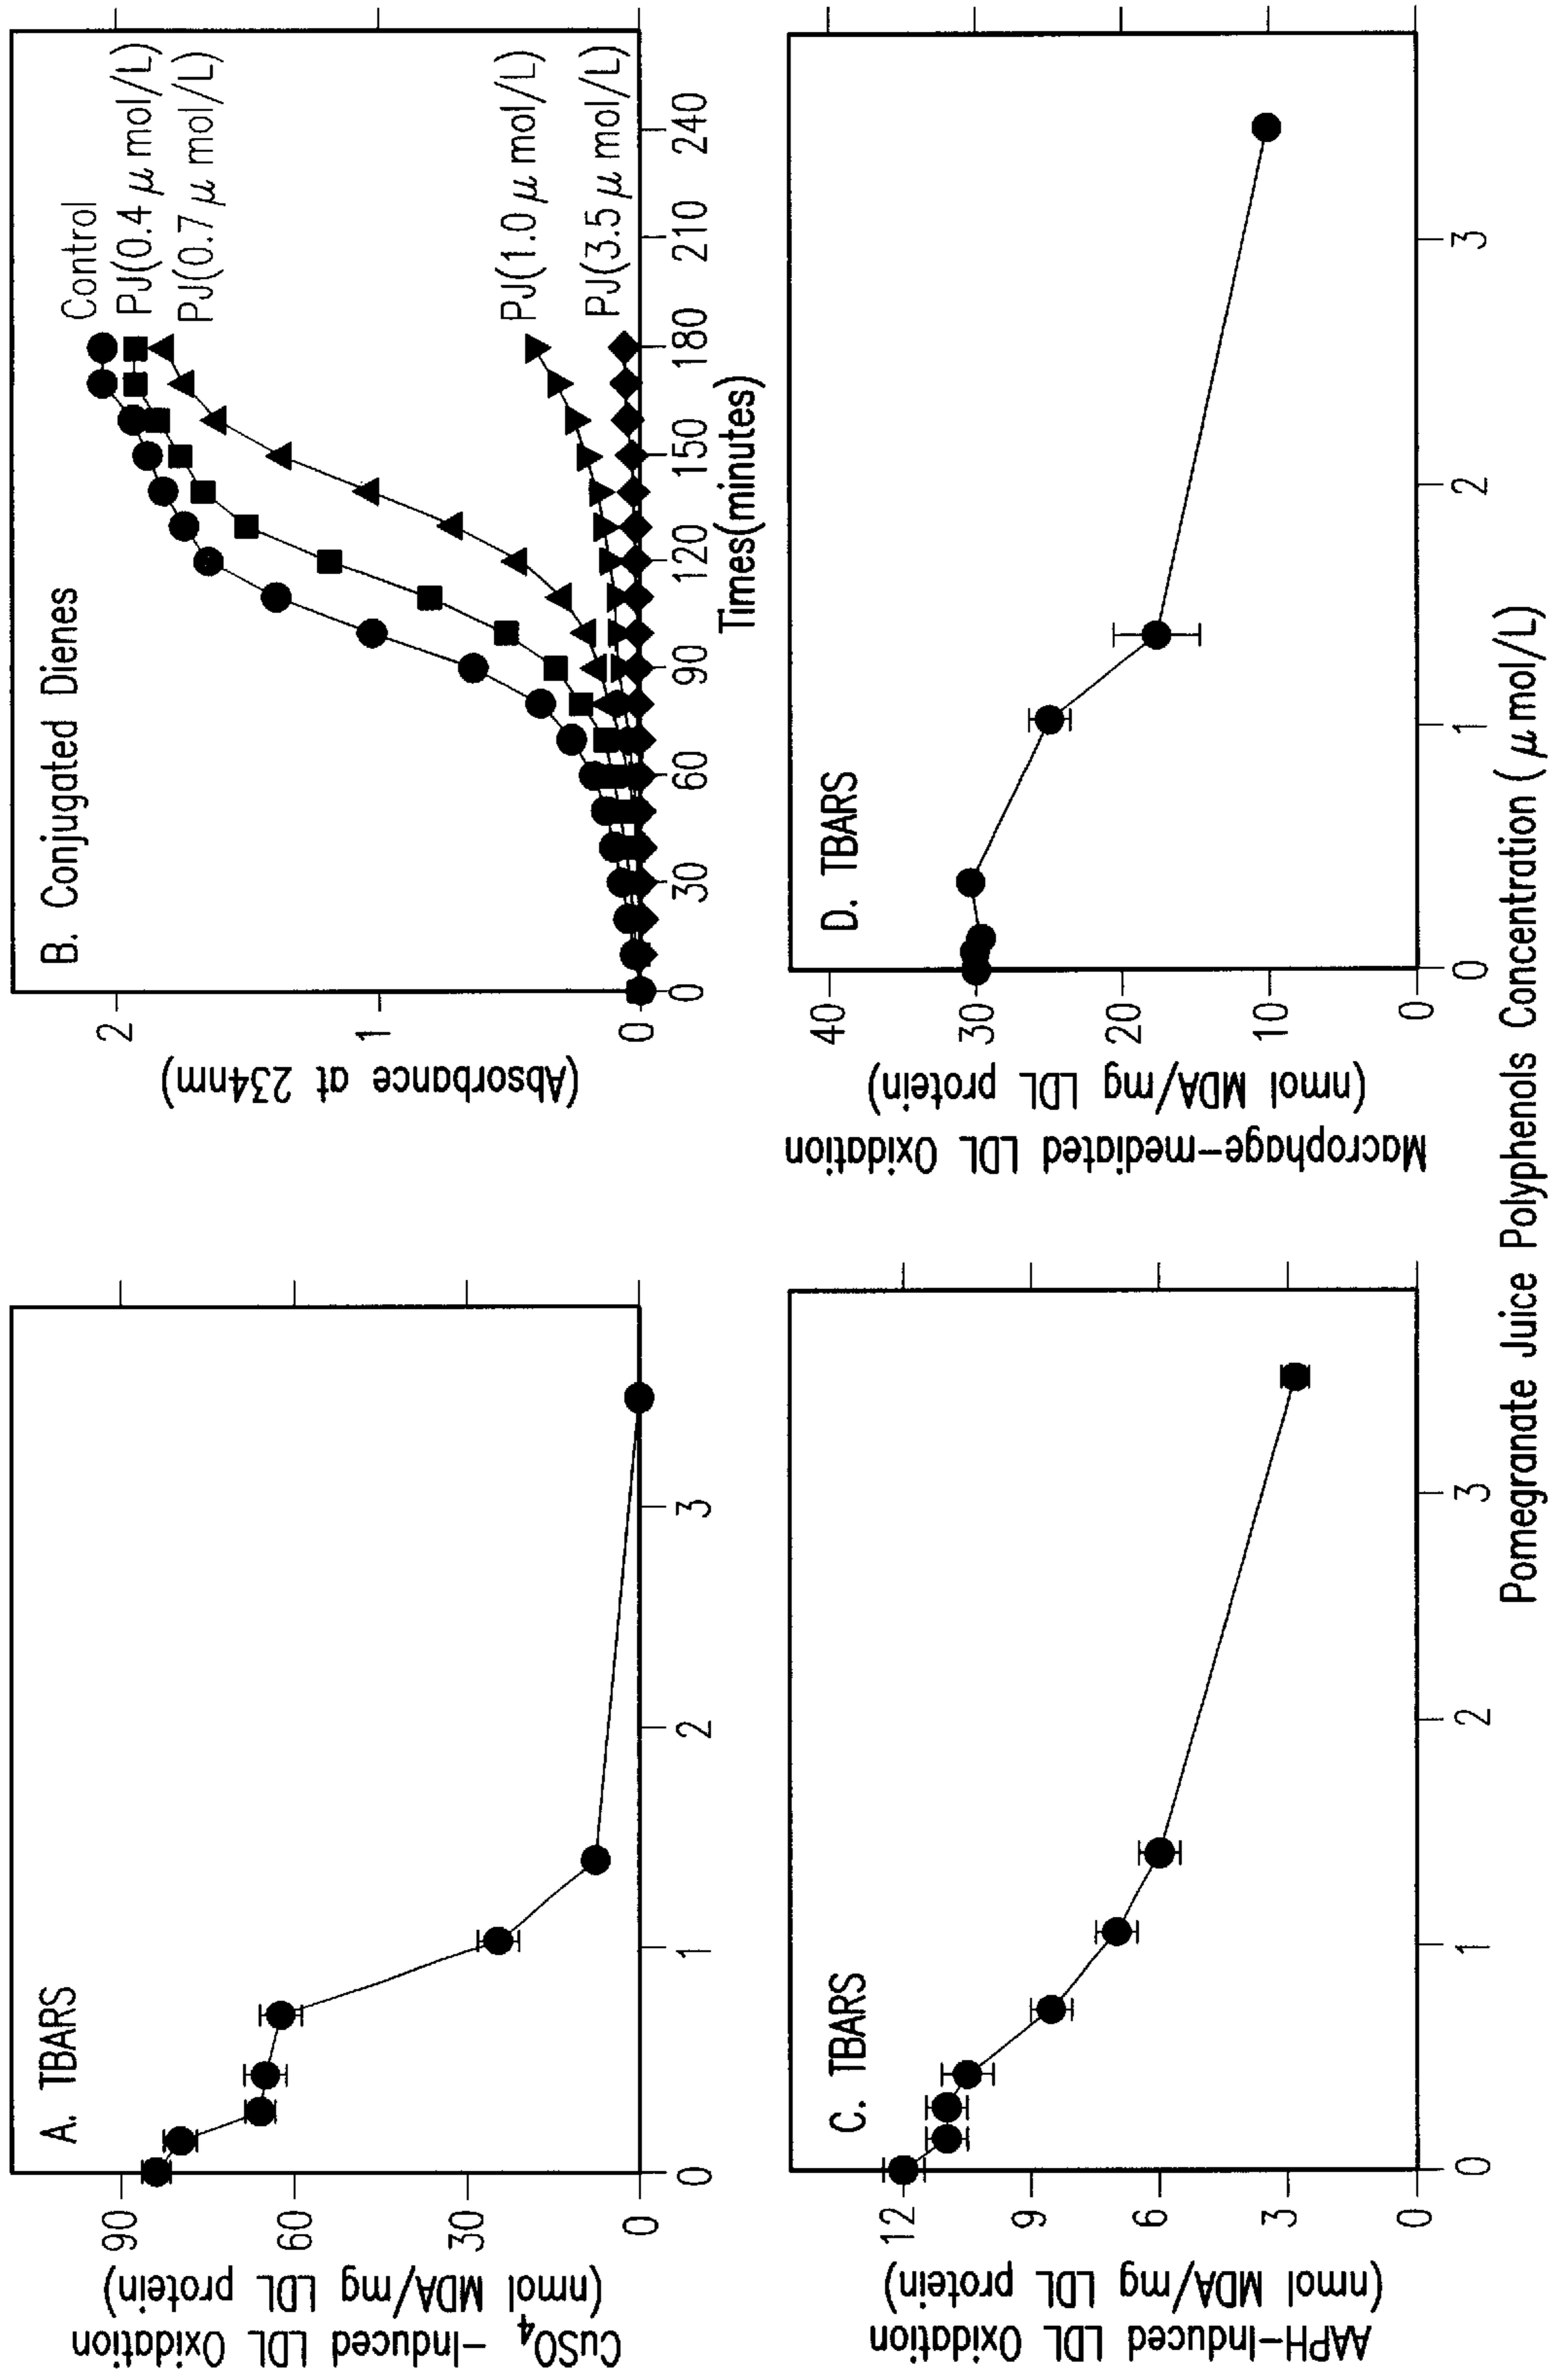 A. TBARS
CuSO4-Induced LDL Oxidation
(nmol MDA/mg LDL protein)
90
60
30
0
0
1
2
3
B. Conjugated Dienes
(Absorbance at 234nm)
2
1
0
Control
PJ(0.4 μ mol/L)
PJ(0.7 μ mol/L)
PJ(1.0 μ mol/L)
PJ(3.5 μ mol/L)
0
30
60
90
120
150
180
210
240
Times(minutes)
C. TBARS
AAPH-Induced LDL Oxidation
(nmol MDA/mg LDL protein)
12
9
6
3
0
0
1
2
3
D. TBARS
Macrophage-mediated LDL Oxidation
(nmol MDA/mg LDL protein)
40
30
20
10
0
0
1
2
3
Pomegranate Juice Polyphenols Concentration ( μ mol/L)